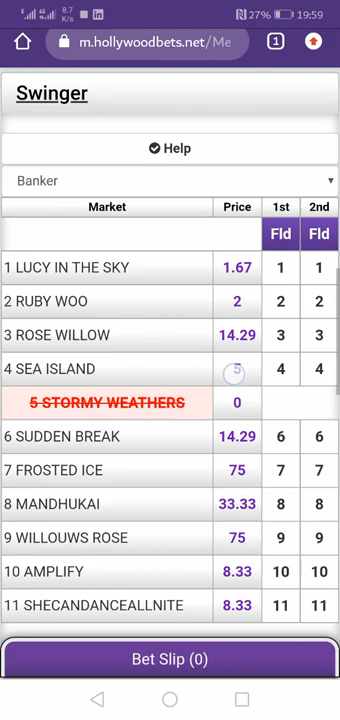 8.7 K/s 27% 19:59
m.hollywoodbets.net/Me 1
Swinger
Help
Banker
Market Price 1st 2nd
Fld Fld
1 LUCY IN THE SKY 1.67 1 1
2 RUBY WOO 2 2 2
3 ROSE WILLOW 14.29 3 3
4 SEA ISLAND 5 4 4
5 STORMY WEATHERS 0
6 SUDDEN BREAK 14.29 6 6
7 FROSTED ICE 75 7 7
8 MANDHUKAI 33.33 8 8
9 WILLOUWS ROSE 75 9 9
10 AMPLIFY 8.33 10 10
11 SHECANDANCEALLNITE 8.33 11 11
Bet Slip (0)